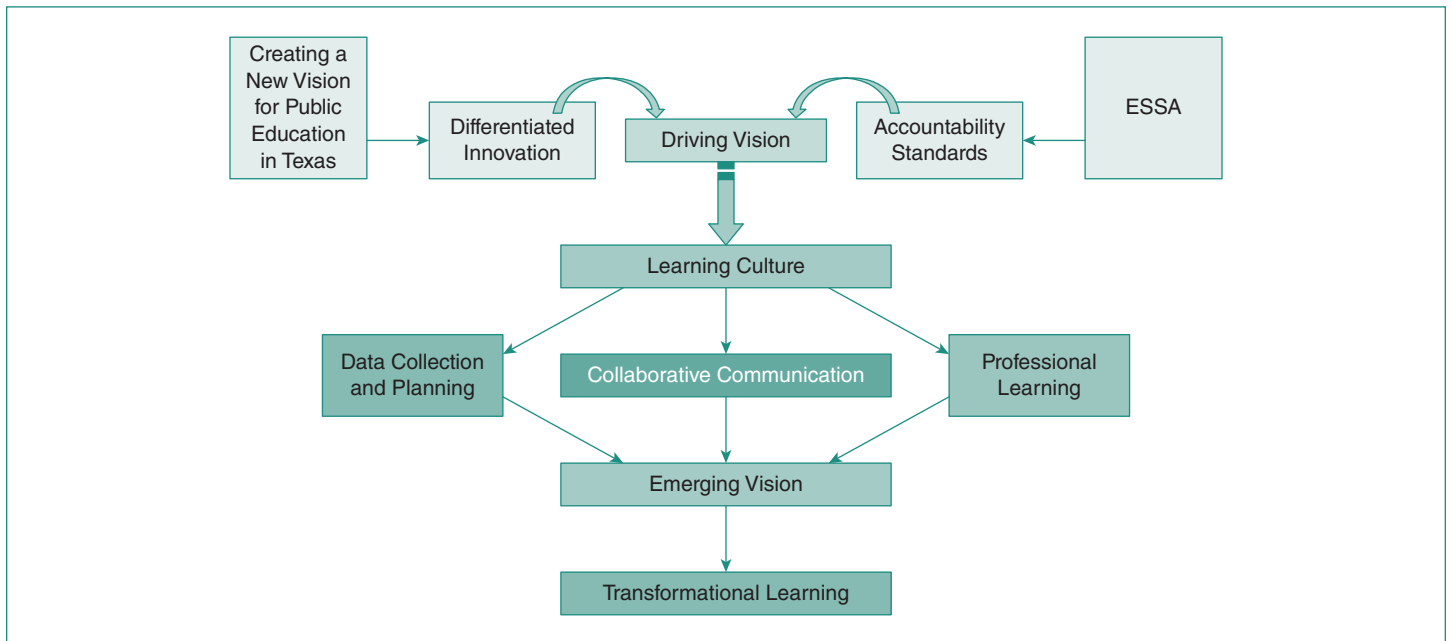 Creating a
New Vision
for Public
Education
in Texas
Differentiated
Innovation
Driving Vision
Accountability
Standards
ESSA
Learning Culture
Data Collection
and Planning
Collaborative Communication
Professional
Learning
Emerging Vision
Transformational Learning